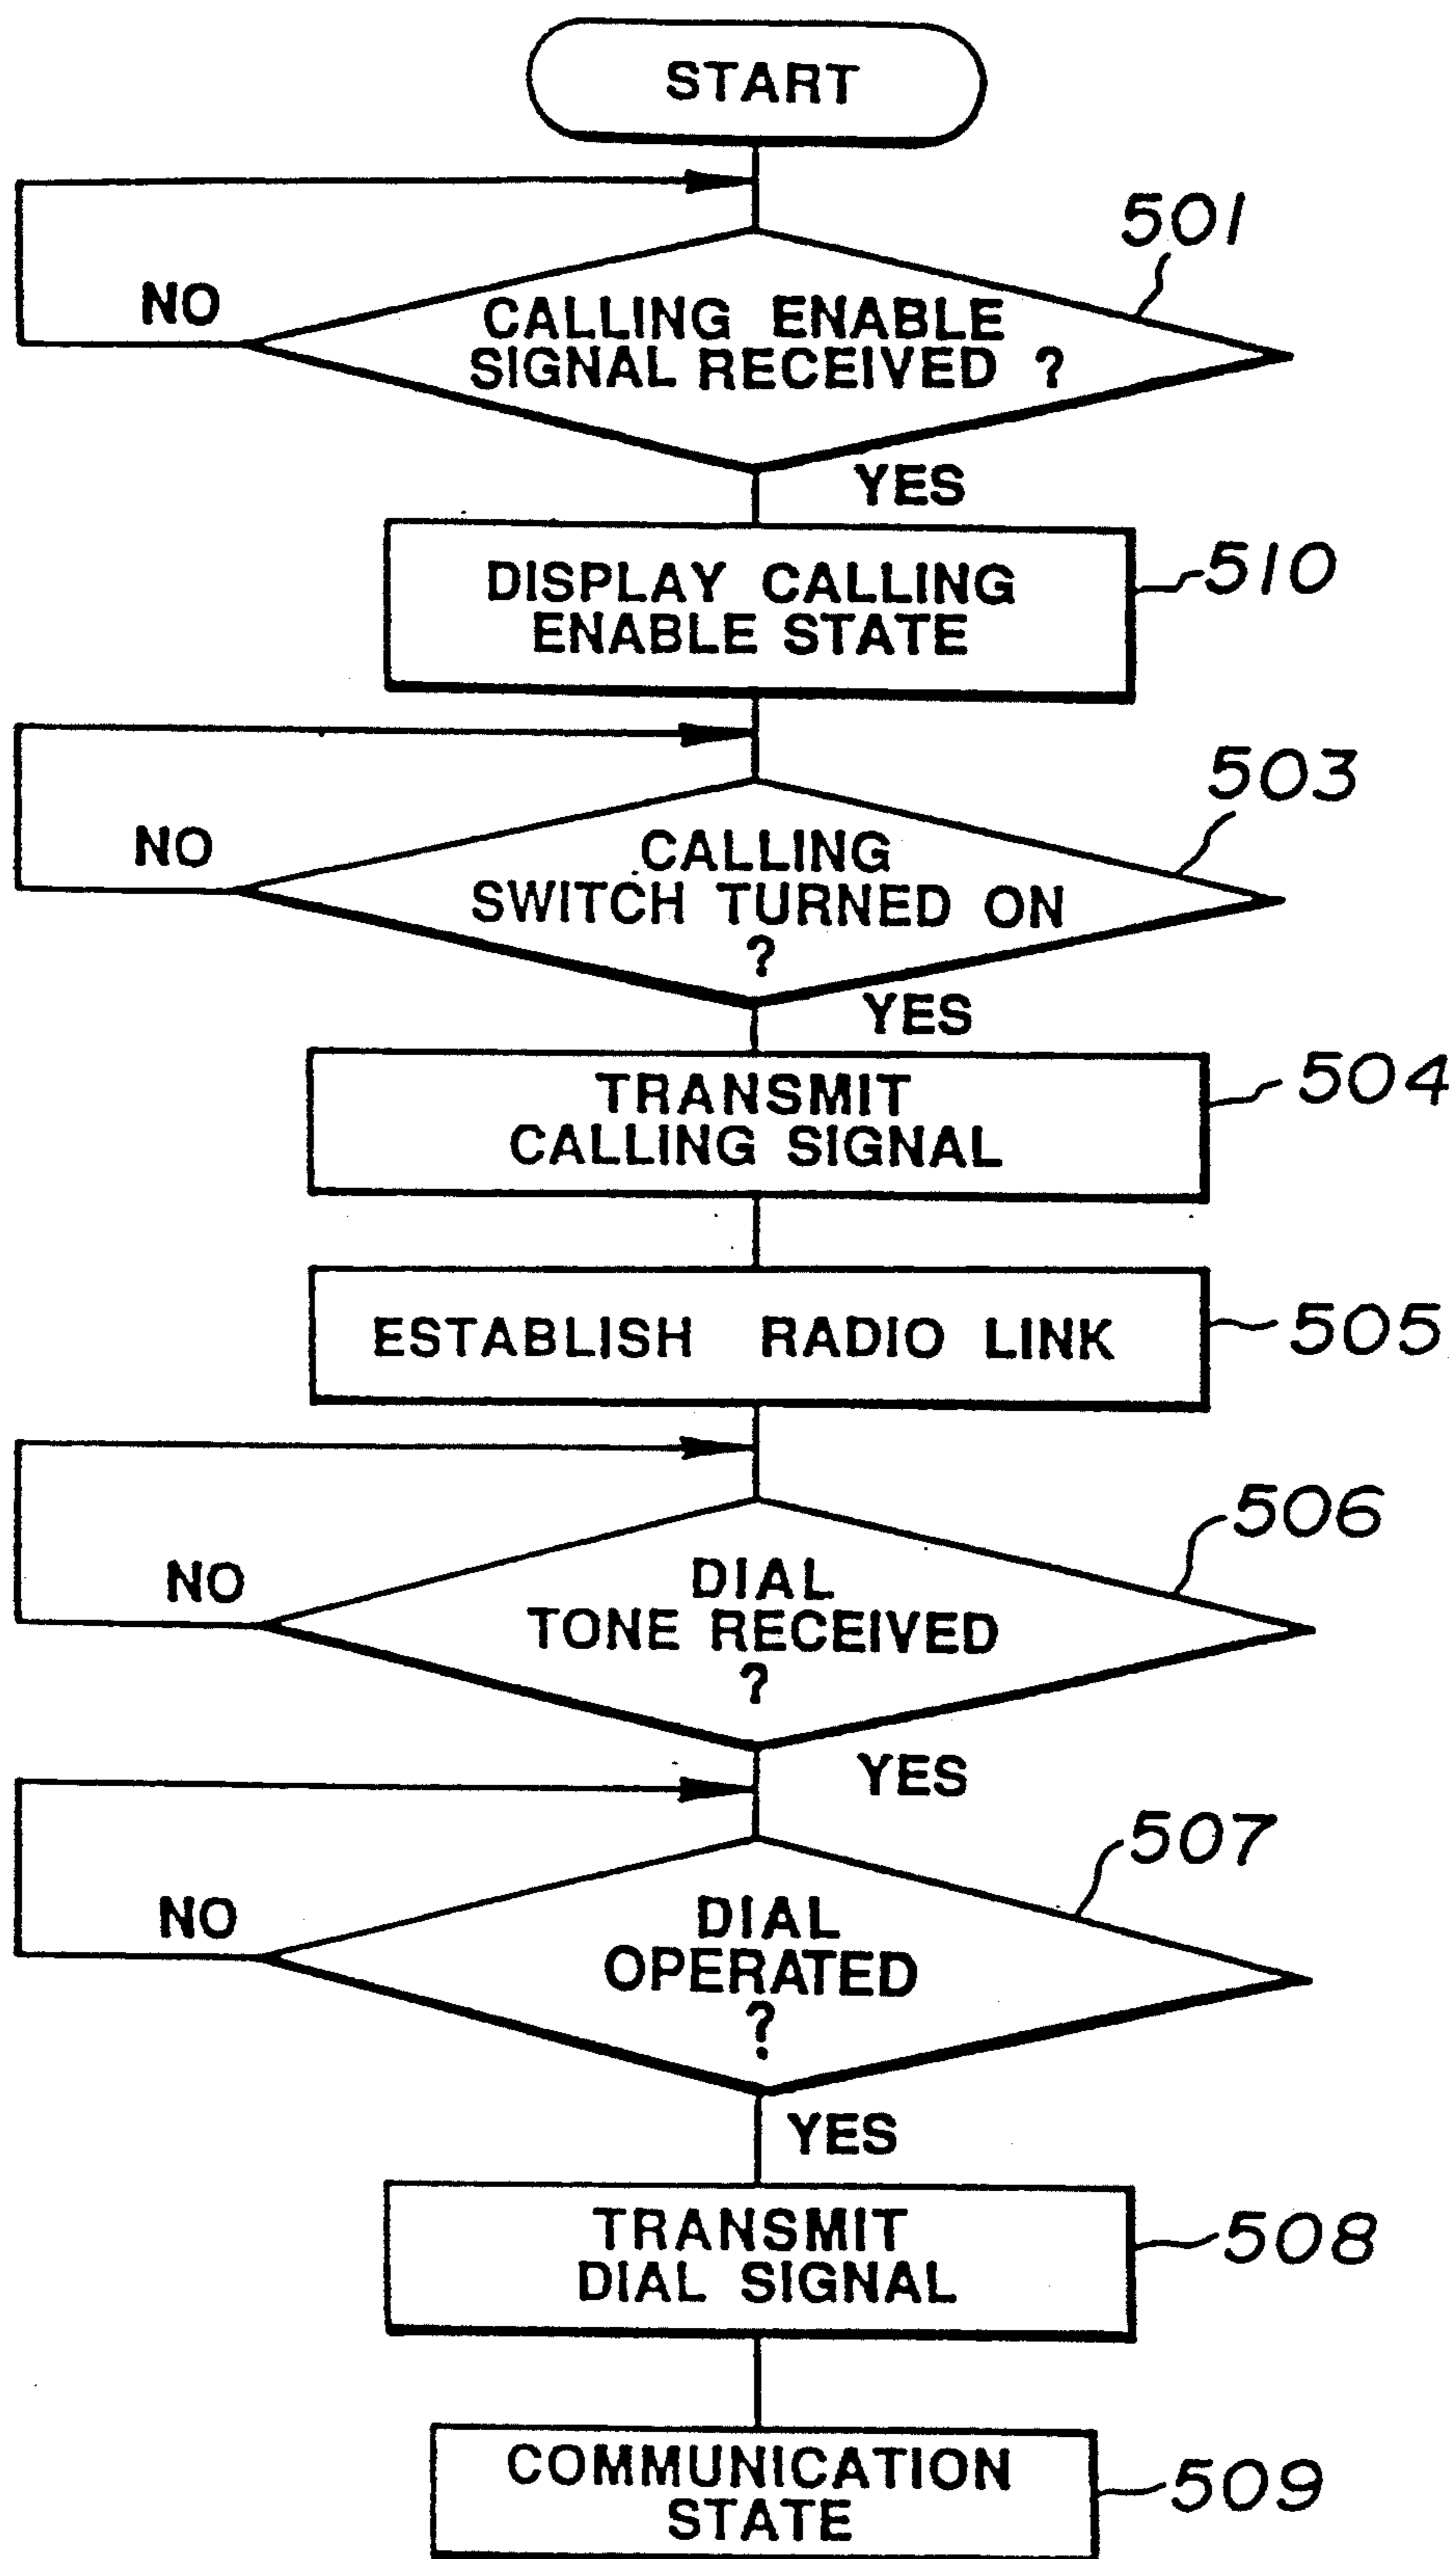 START
501
NO
CALLING ENABLE
SIGNAL RECEIVED ?
YES
DISPLAY CALLING
ENABLE STATE
510
503
NO
CALLING
SWITCH TURNED ON
?
YES
TRANSMIT
CALLING SIGNAL
504
ESTABLISH RADIO LINK
505
506
NO
DIAL
TONE RECEIVED
?
YES
507
NO
DIAL
OPERATED
?
YES
TRANSMIT
DIAL SIGNAL
508
COMMUNICATION
STATE
509